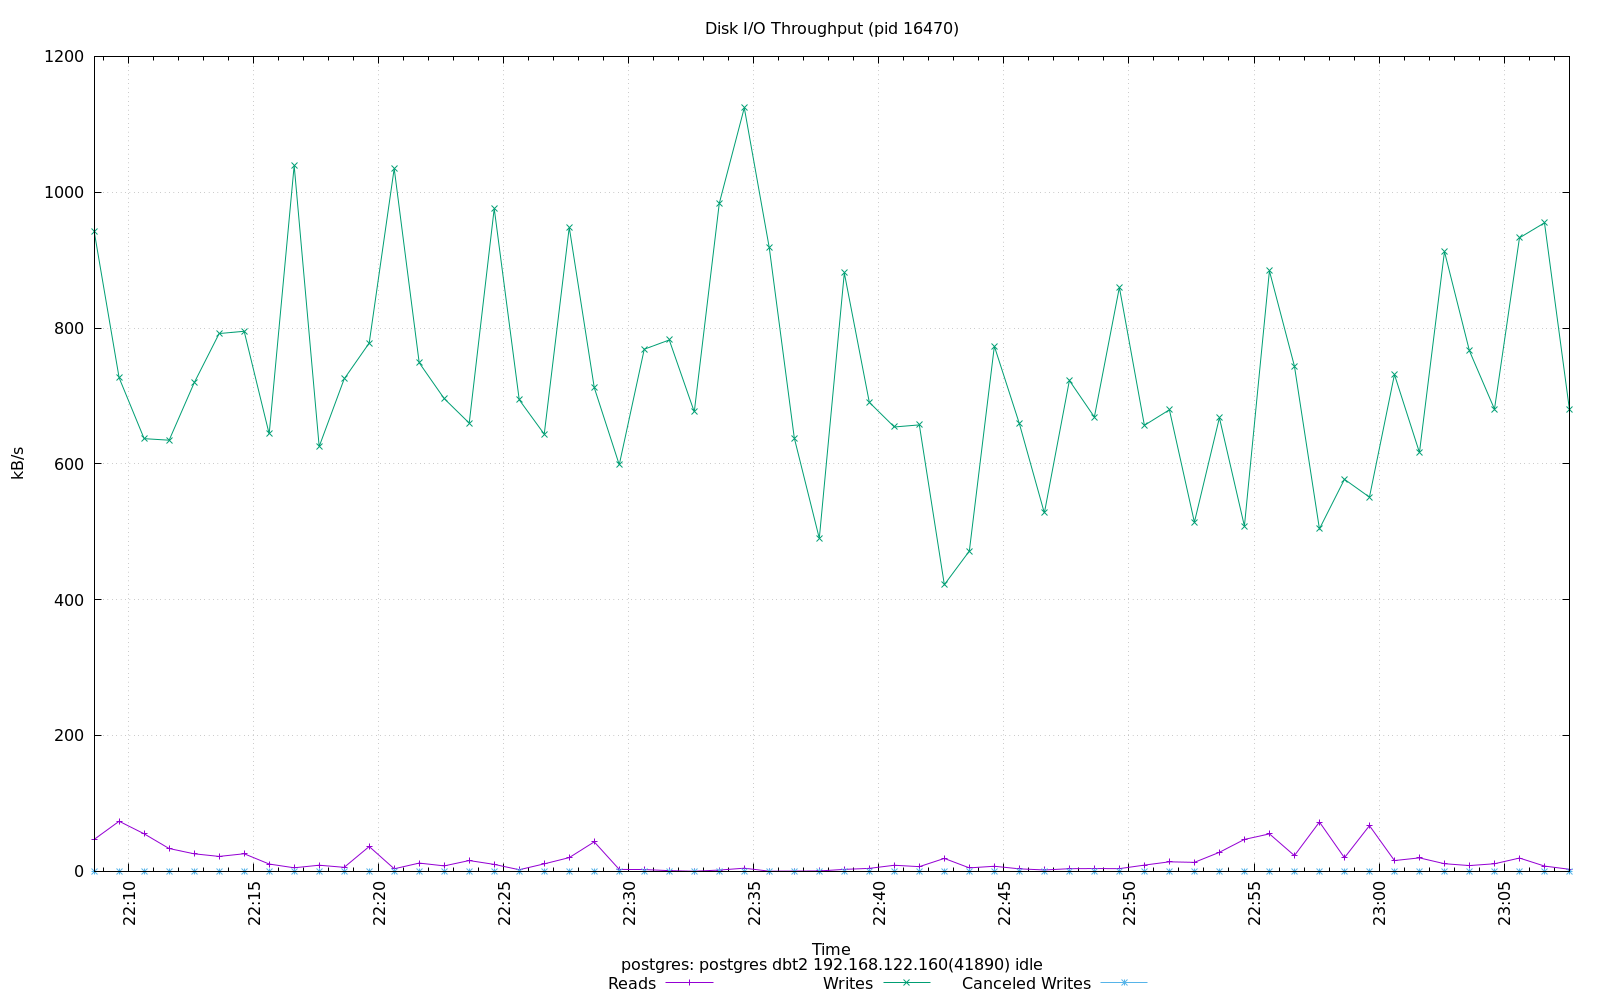 Disk I/O Throughput (pid 16470)
1200
1000
800
600
400
200
0
kB/s
22:10 22:15 22:20 22:25 22:30 22:35 22:40 22:45 22:50 22:55 23:00 23:05
Time
postgres: postgres dbt2 192.168.122.160(41890) idle
Reads Writes Canceled Writes